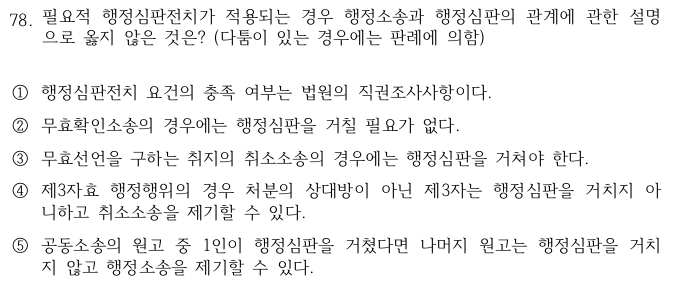 78. 필요적 행정심판전치가 적용되는 경우 행정소송과 행정심판의 관계에 관한 설명
으로 옳지 않은 것은? (다툼이 있는 경우에는 판례에 의함)
① 행정심판전치 요건의 충족 여부는 법원의 직권조사사항이다.
② 무효확인소송의 경우에는 행정심판을 거칠 필요가 없다.
③ 무효선언을 구하는 취지의 취소소송의 경우에는 행정심판을 거쳐야 한다.
④ 제3자효 행정행위의 경우 처분의 상대방이 아닌 제3자는 행정심판을 거치지 아
니하고 취소소송을 제기할 수 있다.
⑤ 공동소송의 원고 중 1인이 행정심판을 거쳤다면 나머지 원고는 행정심판을 거치
지 않고 행정소송을 제기할 수 있다.